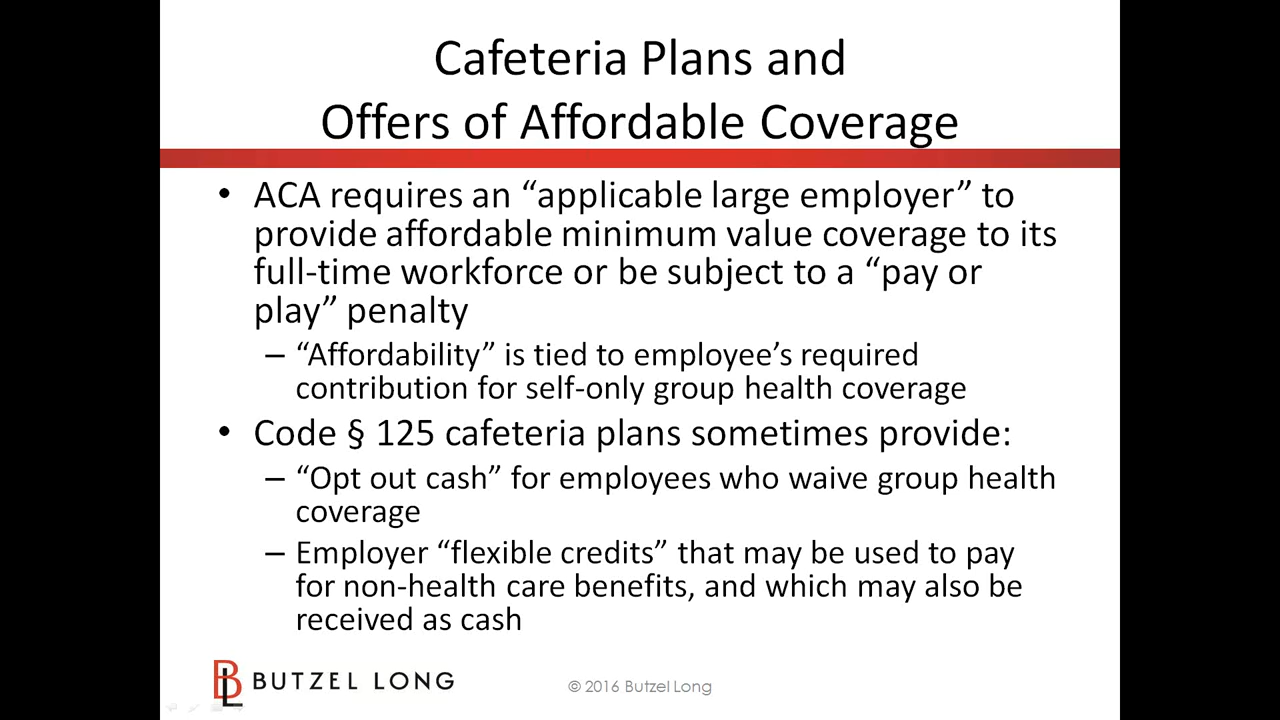 Cafeteria Plans and
Offers of Affordable Coverage
• ACA requires an “applicable large employer” to
provide affordable minimum value coverage to its
full-time workforce or be subject to a “pay or
play” penalty
– “Affordability” is tied to employee’s required
contribution for self-only group health coverage
• Code § 125 cafeteria plans sometimes provide:
– “Opt out cash” for employees who waive group health
coverage
– Employer “flexible credits” that may be used to pay
for non-health care benefits, and which may also be
received as cash
BL BUTZEL LONG
© 2016 Butzel Long